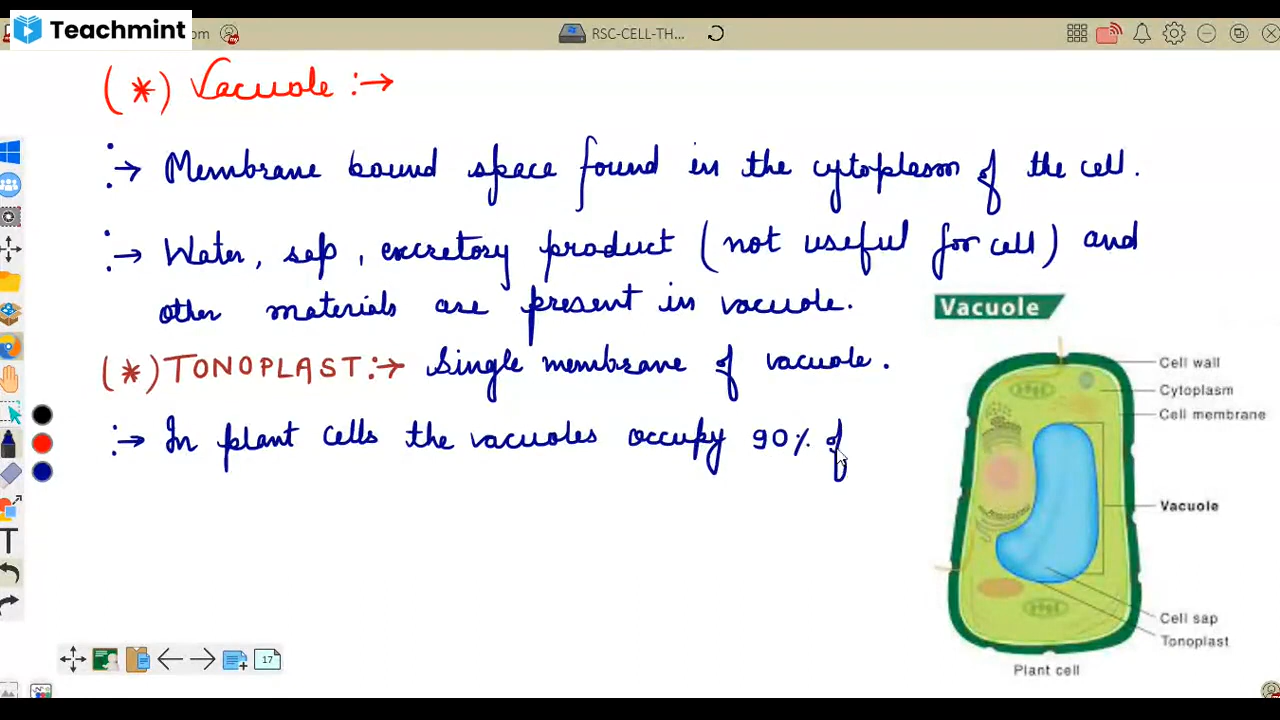 Teachmint
om
RSC-CELL-TH...
(*) Vacuole :→
:→ Membrane bound space found in the cytoplasm of the cell.
:→ Water, sap, excretory product (not useful for cell) and
other materials are present in vacuole.
Vacuole
(*) TONOPLAST:→ Single membrane of vacuole.
:→ In plant cells the vacuoles occupy 90% of
Cell wall
Cytoplasm
Cell membrane
Vacuole
Cell sap
Tonoplast
Plant cell
T
17